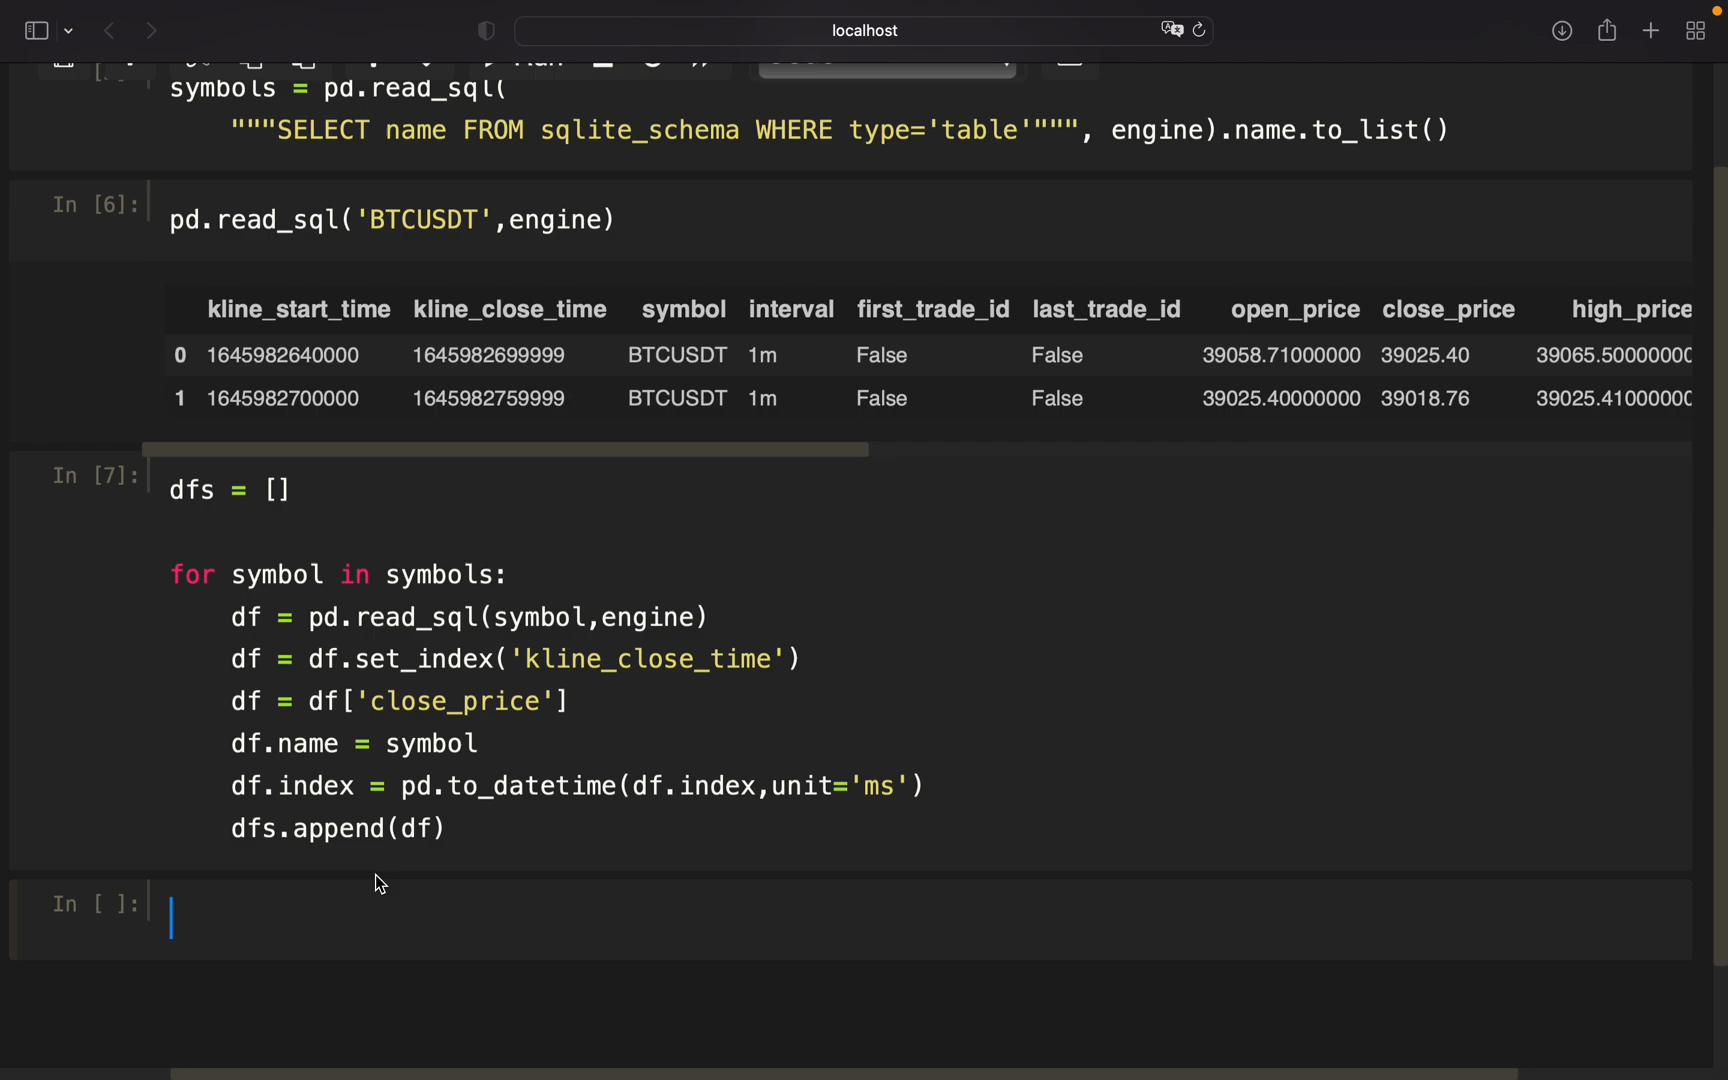 localhost
symbols = pd.read_sql(
"""SELECT name FROM sqlite_schema WHERE type='table'""", engine).name.to_list()
In [6]:
pd.read_sql('BTCUSDT',engine)
kline_start_time kline_close_time symbol interval first_trade_id last_trade_id open_price close_price high_price
0 1645982640000 1645982699999 BTCUSDT 1m False False 39058.71000000 39025.40 39065.50000000
1 1645982700000 1645982759999 BTCUSDT 1m False False 39025.40000000 39018.76 39025.41000000
In [7]:
dfs = []
for symbol in symbols:
df = pd.read_sql(symbol,engine)
df = df.set_index('kline_close_time')
df = df['close_price']
df.name = symbol
df.index = pd.to_datetime(df.index,unit='ms')
dfs.append(df)
In [ ]: